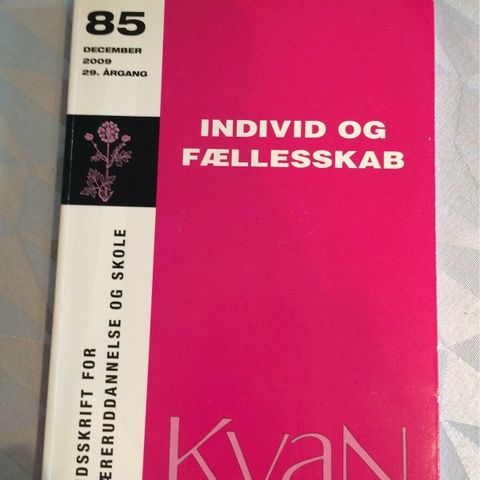 85
DECEMBER
2009
29. ÅRGANG
INDIVID OG
FÆLLESSKAB
DSSKRIFT FOR
ÆRERUDDANNELSE OG SKOLE
KvaN